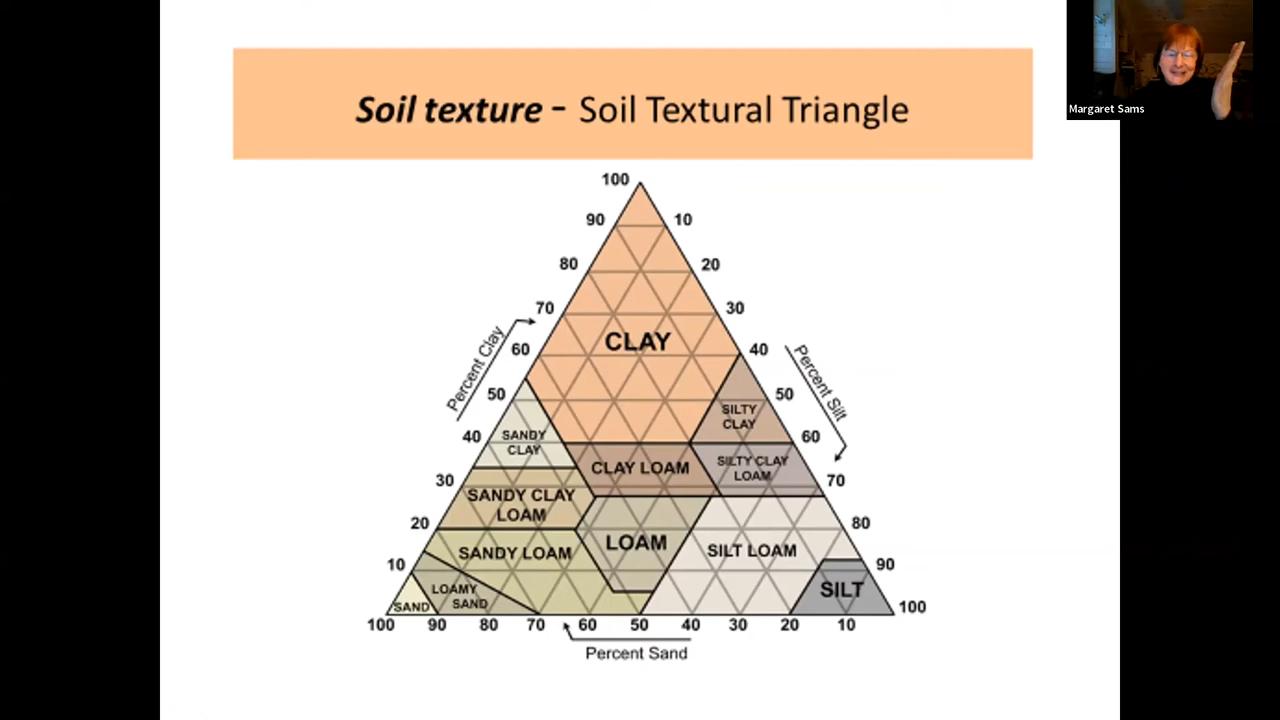 Margaret Sams
Soil texture – Soil Textural Triangle
100
90
10
80
20
70
30
CLAY
60
40
Percent Clay
Percent Silt
50
50
SILTY
CLAY
40
60
SANDY
CLAY
CLAY LOAM
SILTY CLAY
LOAM
30
70
SANDY CLAY
LOAM
20
80
LOAM
SILT LOAM
SANDY LOAM
10
90
LOAMY
SAND
SILT
SAND
100
100
90
80
70
60
50
40
30
20
10
Percent Sand